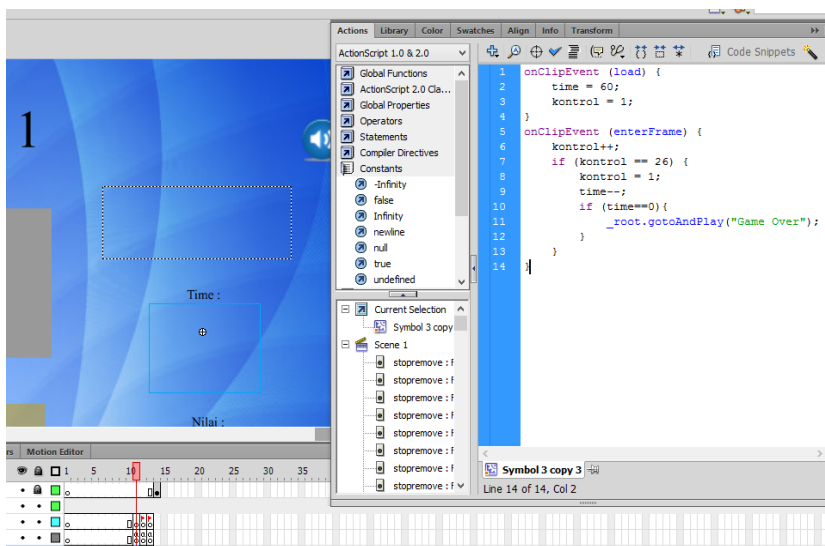 Actions Library Color Swatches Align Info Transform
ActionScript 1.0 & 2.0
Code Snippets
Global Functions
ActionScript 2.0 Cla...
Global Properties
Operators
Statements
Compiler Directives
Constants
-Infinity
false
Infinity
newline
null
true
undefined
1 onClipEvent (load) {
2 time = 60;
3 kontrol = 1;
4 }
5 onClipEvent (enterFrame) {
6 kontrol++;
7 if (kontrol == 26) {
8 kontrol = 1;
9 time--;
10 if (time==0){
11 _root.gotoAndPlay("Game Over");
12 }
13 }
14 }
1
Time :
Nilai :
Current Selection
Symbol 3 copy
Scene 1
stopremove : F
stopremove : F
stopremove : F
stopremove : F
stopremove : F
stopremove : F
stopremove : F
stopremove : F
Symbol 3 copy 3
Line 14 of 14, Col 2
rs Motion Editor
1 5 10 15 20 25 30 35